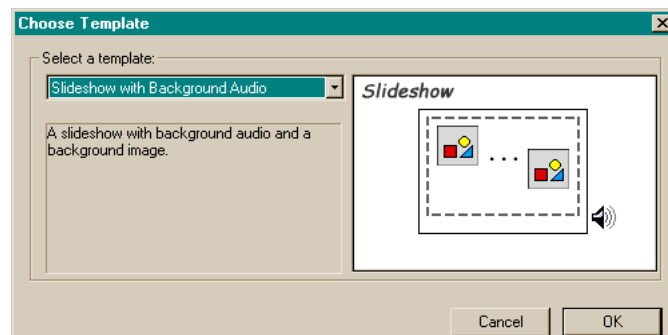 Choose Template
Select a template:
Slideshow with Background Audio
A slideshow with background audio and a
background image.
Slideshow
...
Cancel
OK